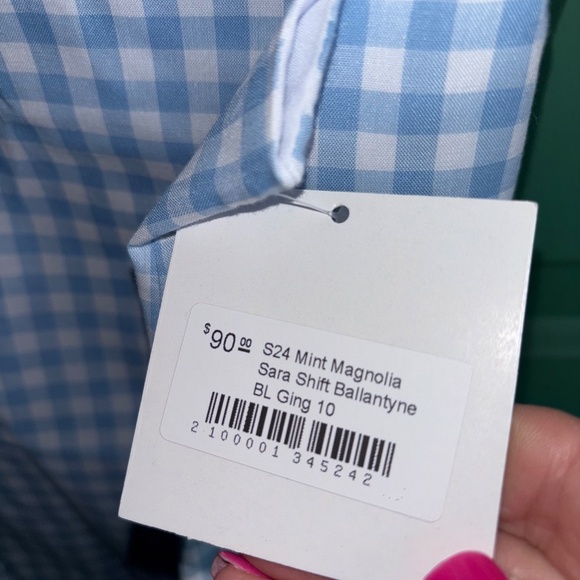 $90.00 S24 Mint Magnolia
Sara Shift Ballantyne
BL Ging 10
2 100001 345242